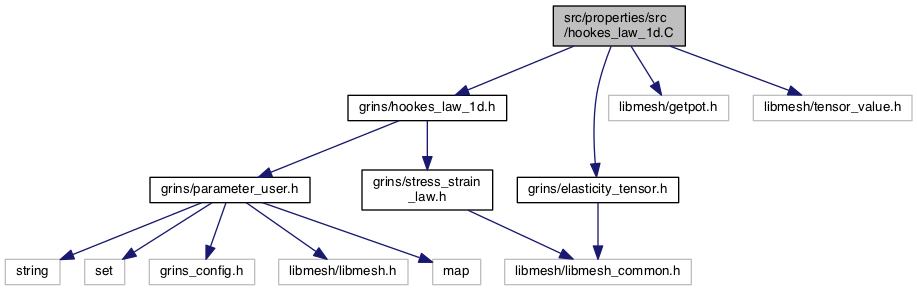 src/properties/src
/hookes_law_1d.C
grins/hookes_law_1d.h
libmesh/getpot.h
libmesh/tensor_value.h
grins/parameter_user.h
grins/stress_strain
_law.h
grins/elasticity_tensor.h
string
set
grins_config.h
libmesh/libmesh.h
map
libmesh/libmesh_common.h